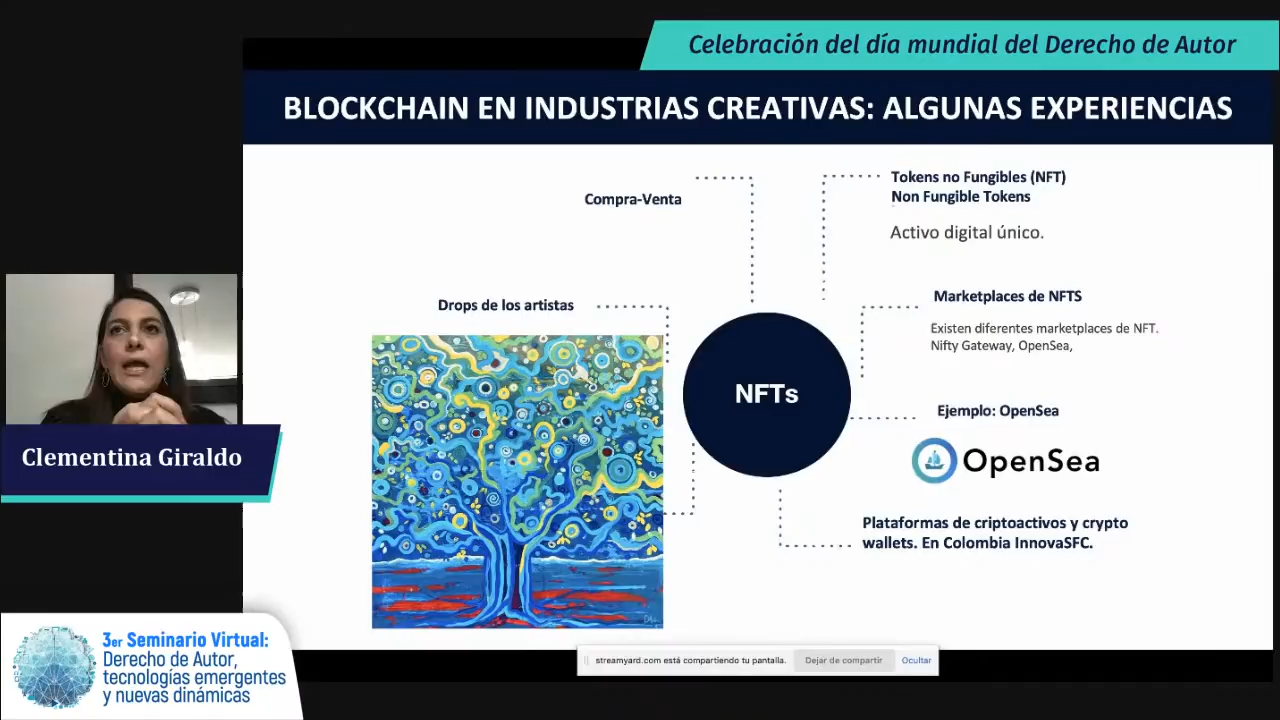 Celebración del día mundial del Derecho de Autor
BLOCKCHAIN EN INDUSTRIAS CREATIVAS: ALGUNAS EXPERIENCIAS
Compra-Venta
Tokens no Fungibles (NFT)
Non Fungible Tokens
Activo digital único.
Drops de los artistas
Marketplaces de NFTS
Existen diferentes marketplaces de NFT.
Nifty Gateway, OpenSea,
NFTs
Ejemplo: OpenSea
OpenSea
Plataformas de criptoactivos y crypto
wallets. En Colombia InnovaSFC.
Clementina Giraldo
3er Seminario Virtual:
Derecho de Autor,
tecnologías emergentes
y nuevas dinámicas
streamyard.com está compartiendo tu pantalla.
Dejar de compartir
Ocultar